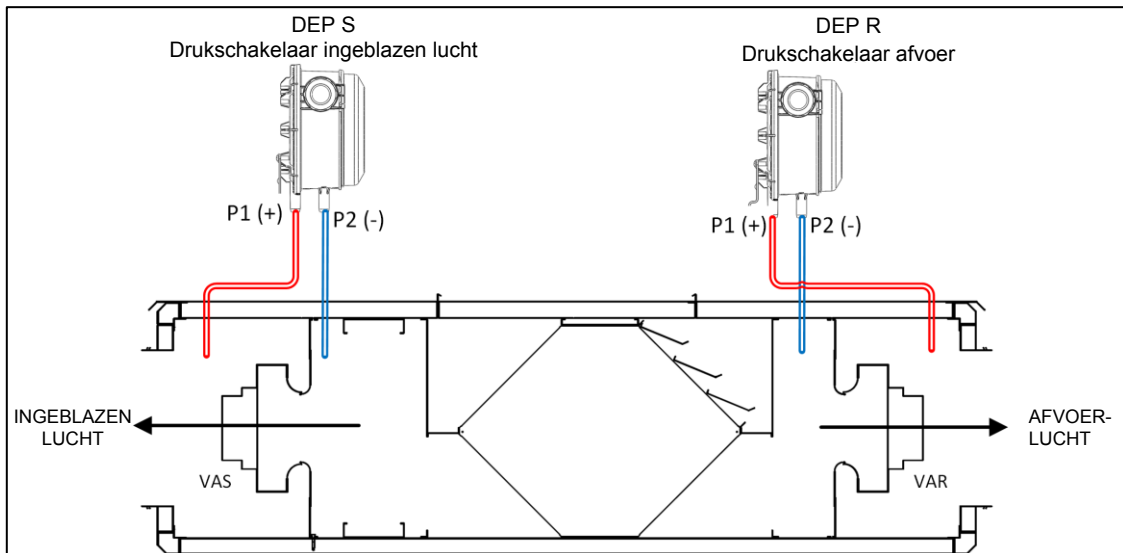 DEP S
Drukschakelaar ingeblazen lucht
DEP R
Drukschakelaar afvoer
P1 (+)
P2 (-)
P1 (+)
P2 (-)
INGEBLAZEN
LUCHT
VAS
VAR
AFVOER-
LUCHT